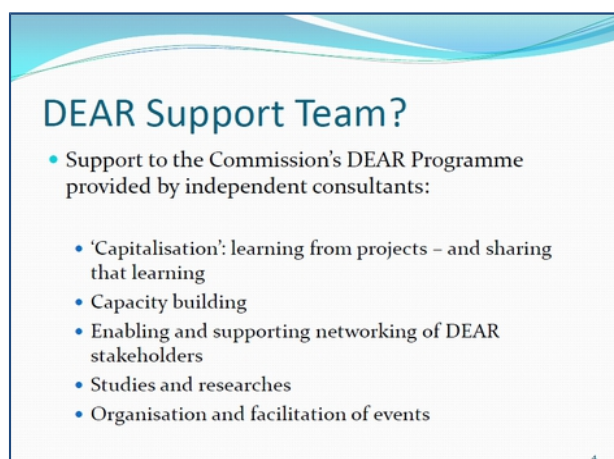 DEAR Support Team?
• Support to the Commission’s DEAR Programme
provided by independent consultants:
• ‘Capitalisation’: learning from projects – and sharing
that learning
• Capacity building
• Enabling and supporting networking of DEAR
stakeholders
• Studies and researches
• Organisation and facilitation of events